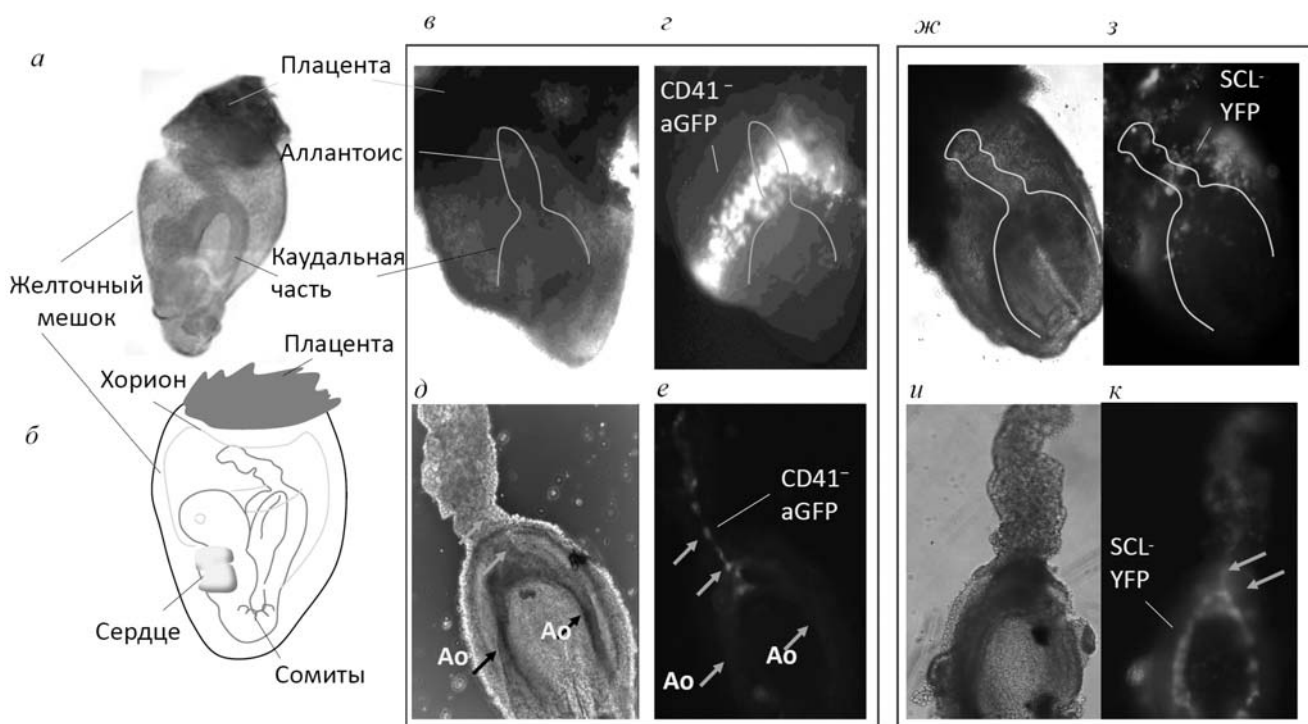 а
Плацента
Аллантоис
Каудальная
часть
Желточный
мешок
Плацента
Хорион
б
Сердце
Сомиты
в
г
CD41⁻
aGFP
д
е
Ao
Ao
CD41⁻
aGFP
Ao
Ao
ж
з
SCL-
YFP
и
к
SCL-
YFP